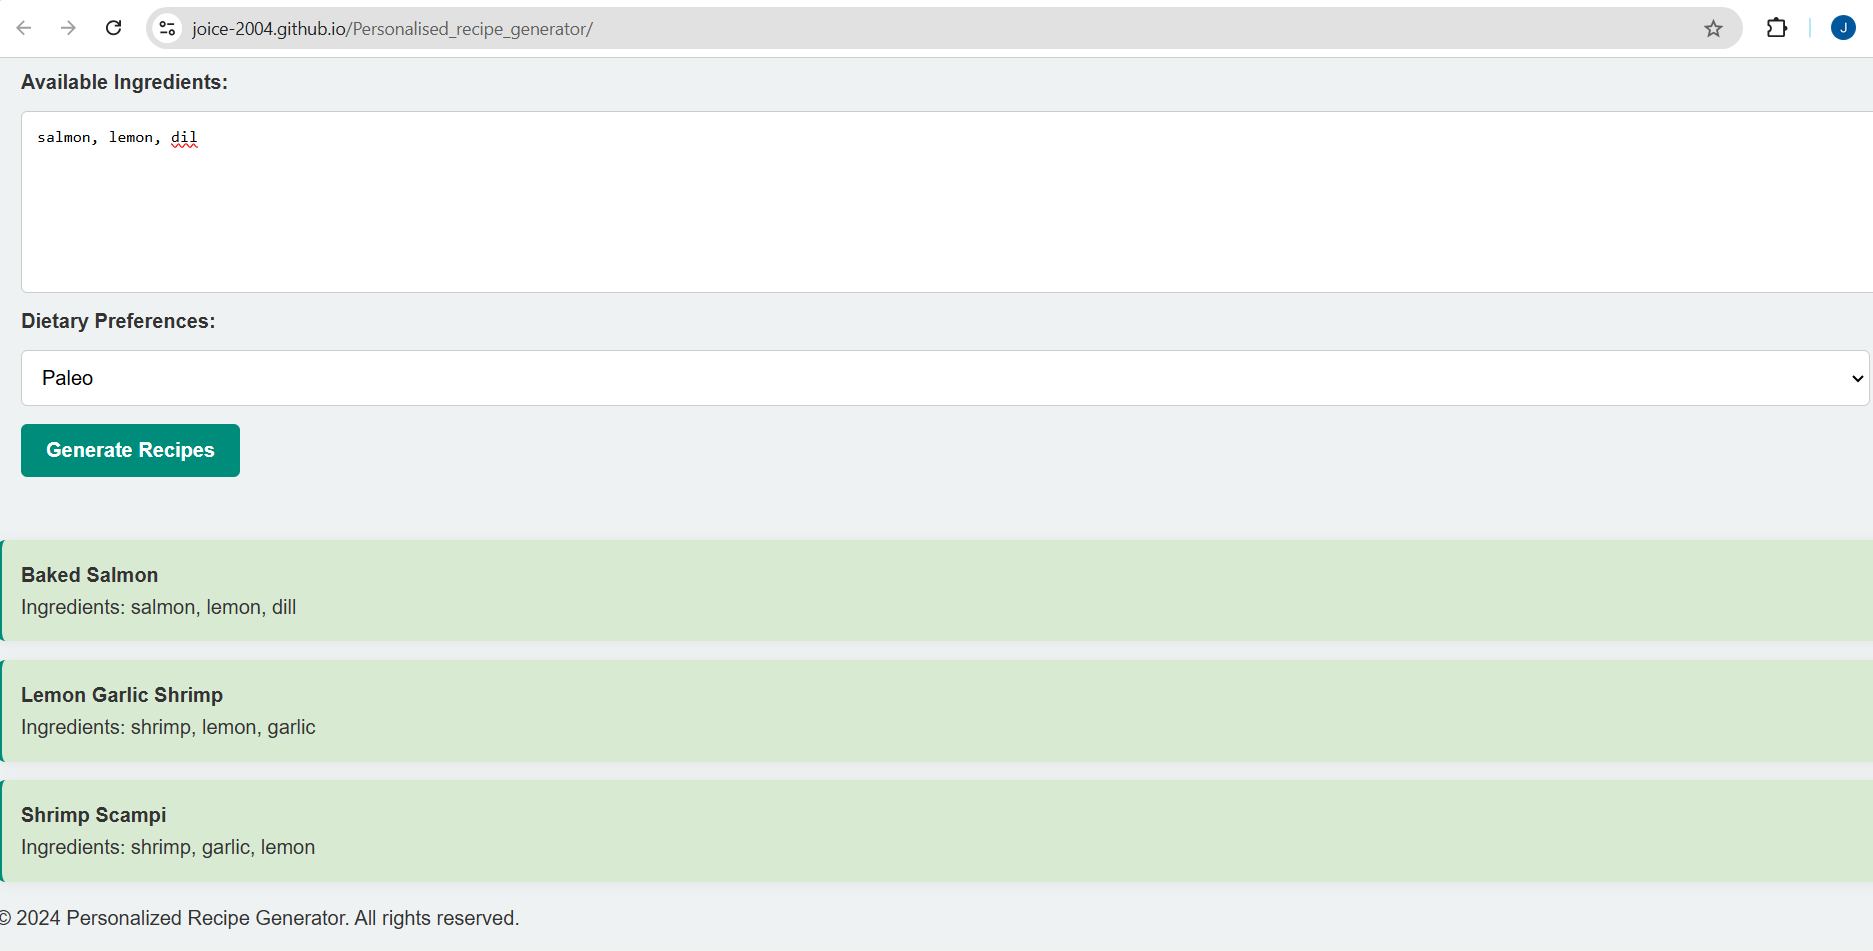 joice-2004.github.io/Personalised_recipe_generator/
J
Available Ingredients:
salmon, lemon, dil
Dietary Preferences:
Paleo
Generate Recipes
Baked Salmon
Ingredients: salmon, lemon, dill
Lemon Garlic Shrimp
Ingredients: shrimp, lemon, garlic
Shrimp Scampi
Ingredients: shrimp, garlic, lemon
© 2024 Personalized Recipe Generator. All rights reserved.